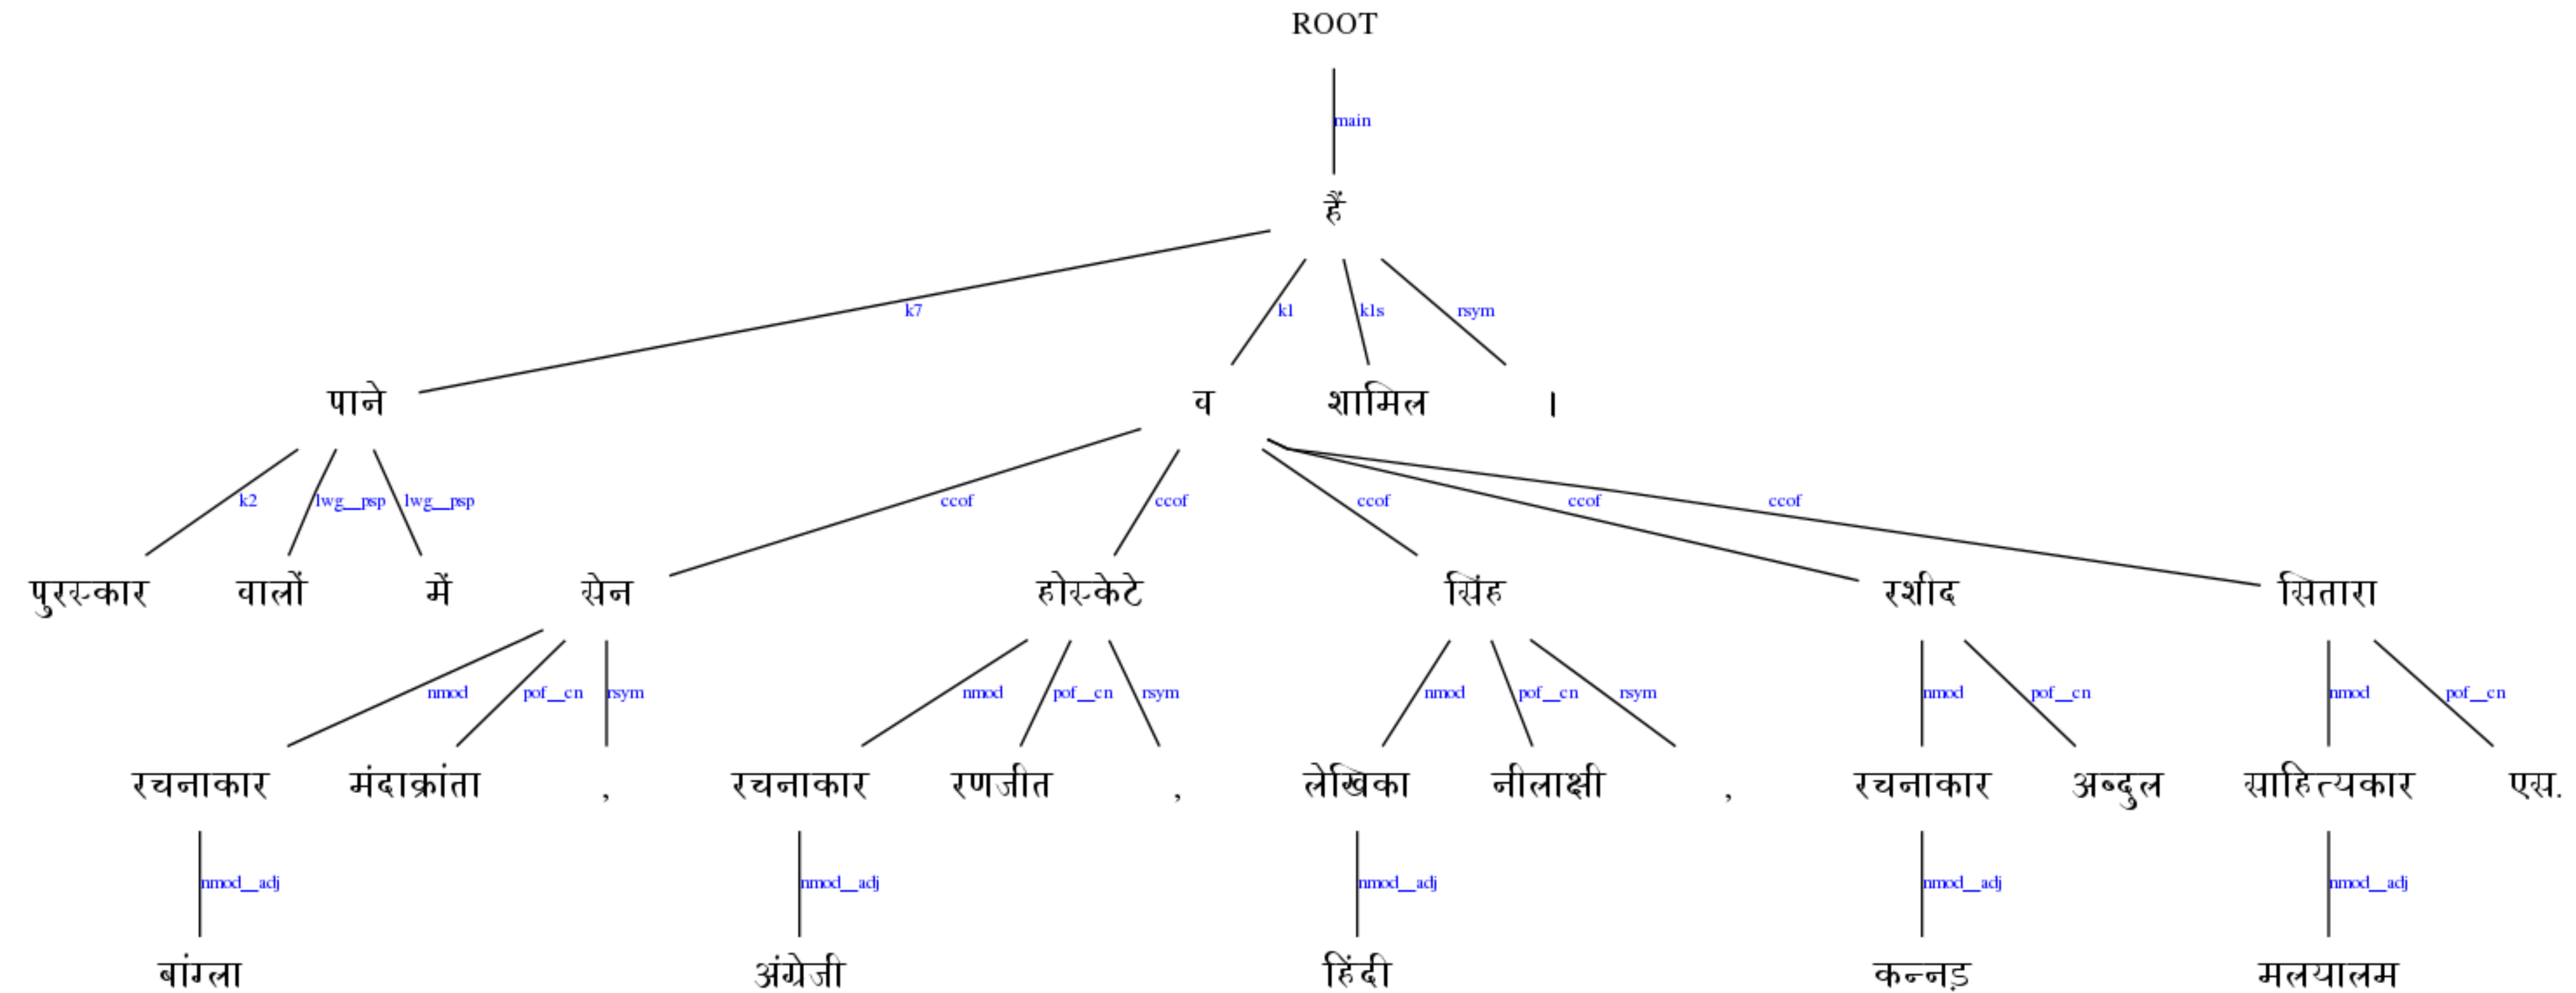 ROOT
main
हैं
k7 k1 k1s rsym
पाने व शामिल ।
k2 lwg__psp lwg__psp ccof ccof ccof ccof ccof
पुरस्कार वालों में सेन होस्केटे सिंह रशीद सितारा
nmod pof__cn rsym nmod pof__cn rsym nmod pof__cn rsym nmod pof__cn nmod pof__cn
रचनाकार मंदाक्रांता , रचनाकार रणजीत , लेखिका नीलाक्षी , रचनाकार अब्दुल साहित्यकार एस.
nmod__adj nmod__adj nmod__adj nmod__adj nmod__adj
बांग्ला अंग्रेजी हिंदी कन्नड़ मलयालम